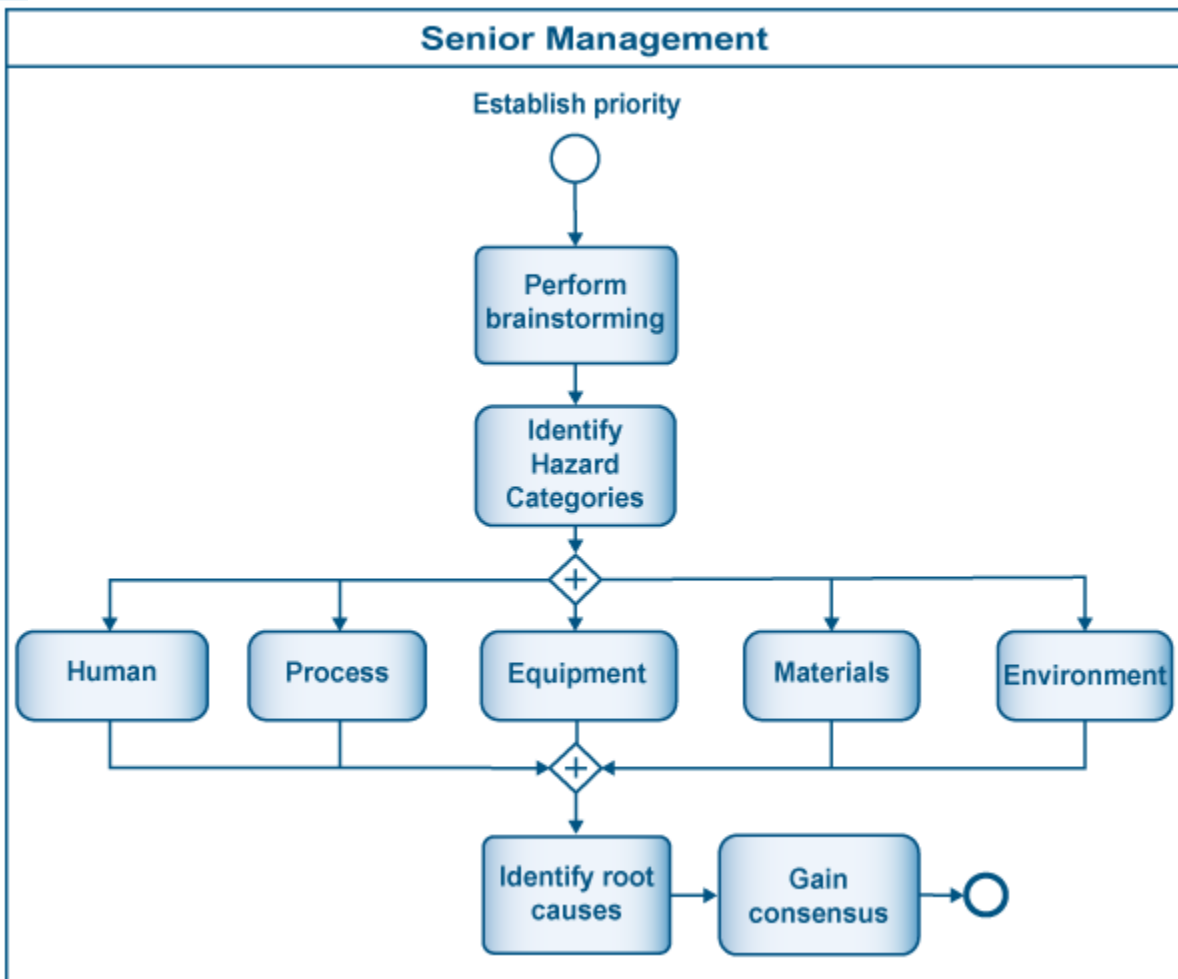 Senior Management
Establish priority
Perform
brainstorming
Identify
Hazard
Categories
Human
Process
Equipment
Materials
Environment
Identify root
causes
Gain
consensus